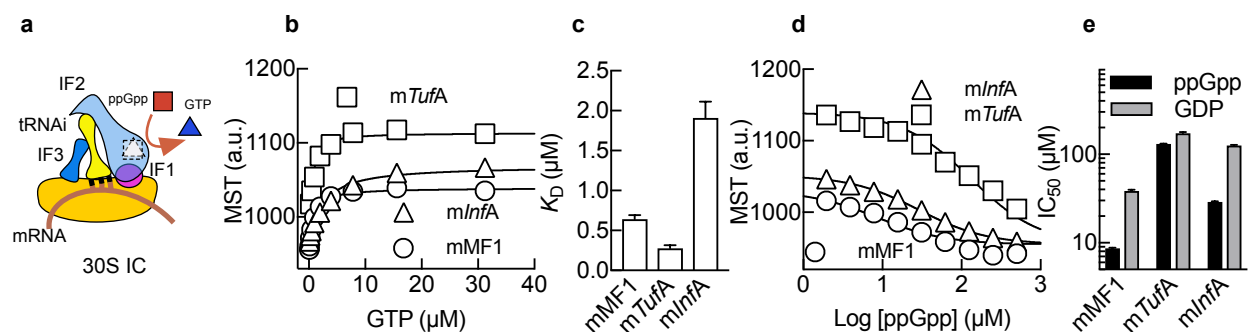 a
IF2
ppGpp
GTP
tRNAi
IF3
IF1
mRNA
30S IC
b
1200
1100
1000
MST (a.u.)
mTufA
mInfA
mMF1
0 10 20 30 40
GTP (µM)
c
2.5
2.0
1.5
1.0
0.5
0.0
KD (µM)
mMF1
mTufA
mInfA
d
1200
1100
1000
MST (a.u.)
mInfA
mTufA
mMF1
0 1 2 3
Log [ppGpp] (µM)
e
ppGpp
GDP
100
10
IC50 (µM)
mMF1
mTufA
mInfA